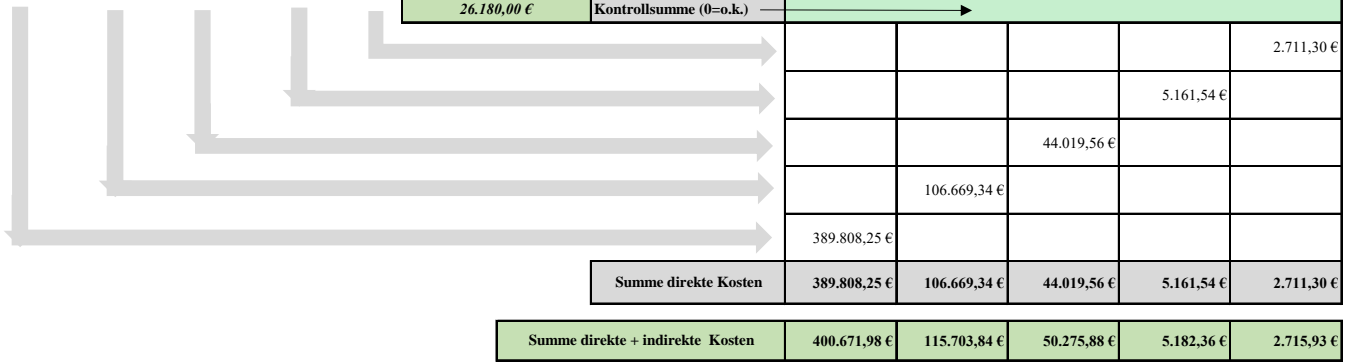 26.180,00 € Kontrollsumme (0=o.k.)
2.711,30 €
5.161,54 €
44.019,56 €
106.669,34 €
389.808,25 €
Summe direkte Kosten 389.808,25 € 106.669,34 € 44.019,56 € 5.161,54 € 2.711,30 €
Summe direkte + indirekte Kosten 400.671,98 € 115.703,84 € 50.275,88 € 5.182,36 € 2.715,93 €